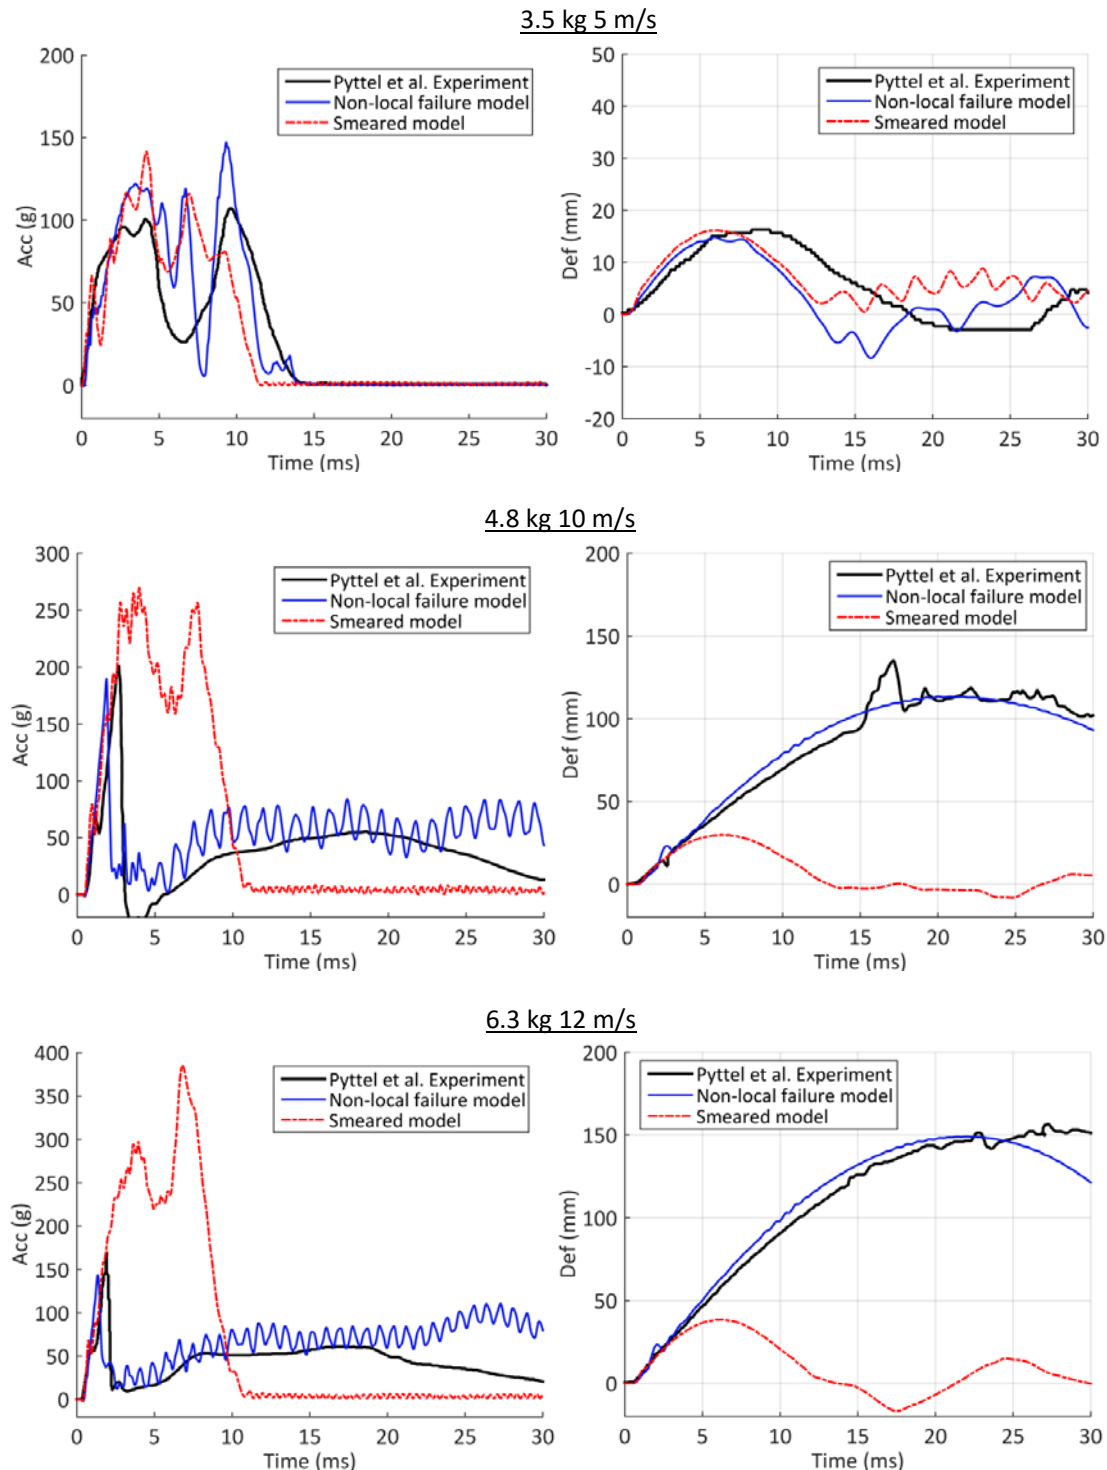 3.5 kg 5 m/s
200
150
100
50
0
Acc (g)
0 5 10 15 20 25 30
Time (ms)
Pyttel et al. Experiment
Non-local failure model
Smeared model
50
40
30
20
10
0
-10
-20
Def (mm)
0 5 10 15 20 25 30
Time (ms)
Pyttel et al. Experiment
Non-local failure model
Smeared model
4.8 kg 10 m/s
300
250
200
150
100
50
0
Acc (g)
0 5 10 15 20 25 30
Time (ms)
Pyttel et al. Experiment
Non-local failure model
Smeared model
200
150
100
50
0
Def (mm)
0 5 10 15 20 25 30
Time (ms)
Pyttel et al. Experiment
Non-local failure model
Smeared model
6.3 kg 12 m/s
400
350
300
250
200
150
100
50
0
Acc (g)
0 5 10 15 20 25 30
Time (ms)
Pyttel et al. Experiment
Non-local failure model
Smeared model
200
150
100
50
0
Def (mm)
0 5 10 15 20 25 30
Time (ms)
Pyttel et al. Experiment
Non-local failure model
Smeared model